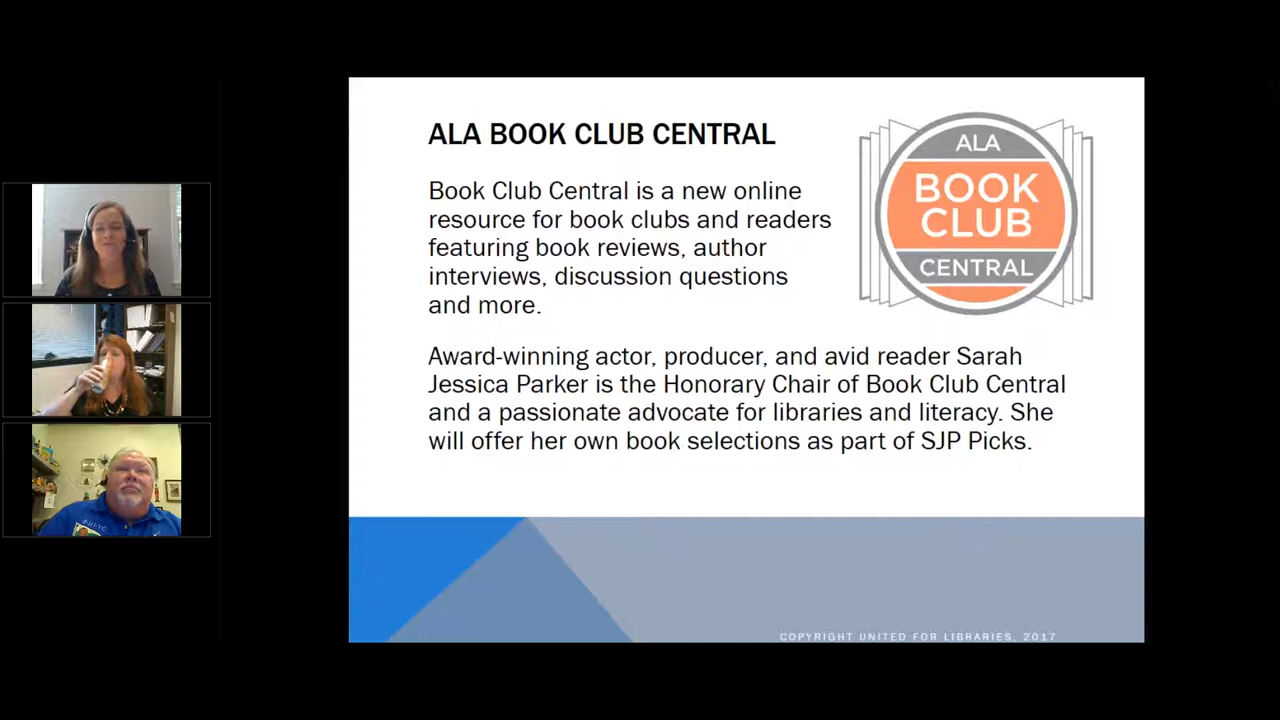 ALA BOOK CLUB CENTRAL
Book Club Central is a new online
resource for book clubs and readers
featuring book reviews, author
interviews, discussion questions
and more.
ALA
BOOK
CLUB
CENTRAL
Award-winning actor, producer, and avid reader Sarah
Jessica Parker is the Honorary Chair of Book Club Central
and a passionate advocate for libraries and literacy. She
will offer her own book selections as part of SJP Picks.
COPYRIGHT UNITED FOR LIBRARIES, 2017